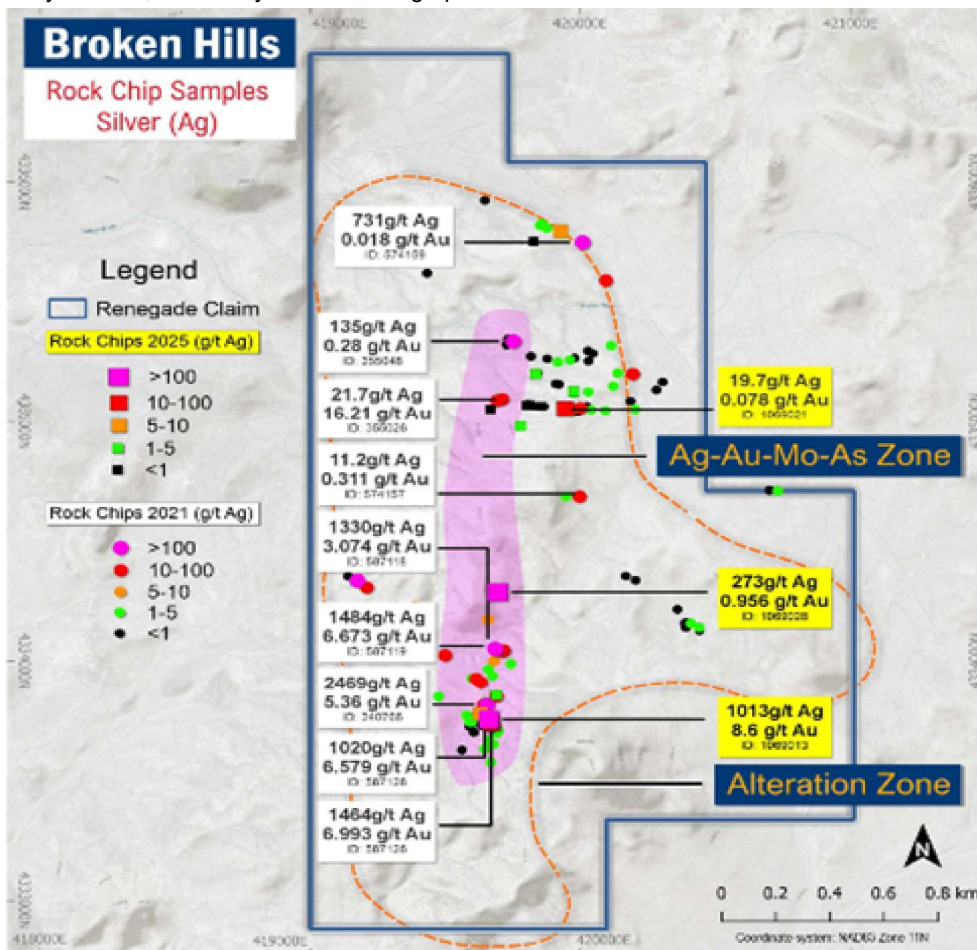 419000E
420000E
421000E
Broken Hills
Rock Chip Samples
Silver (Ag)
731g/t Ag
0.018 g/t Au
Legend
Renegade Claim
Rock Chips 2025 (g/t Ag)
>100
10-100
5-10
1-5
<1
Rock Chips 2021 (g/t Ag)
>100
10-100
5-10
1-5
<1
135g/t Ag
0.28 g/t Au
21.7g/t Ag
16.21 g/t Au
11.2g/t Ag
0.311 g/t Au
1330g/t Ag
3.074 g/t Au
1484g/t Ag
6.673 g/t Au
2469g/t Ag
5.36 g/t Au
1020g/t Ag
6.579 g/t Au
1464g/t Ag
6.993 g/t Au
19.7g/t Ag
0.078 g/t Au
Ag-Au-Mo-As Zone
273g/t Ag
0.956 g/t Au
1013g/t Ag
8.6 g/t Au
Alteration Zone
N
0 0.2 0.4 0.6 0.8 km
Coordinate system: NAD83 Zone 11N
418000E
419000E
420000E